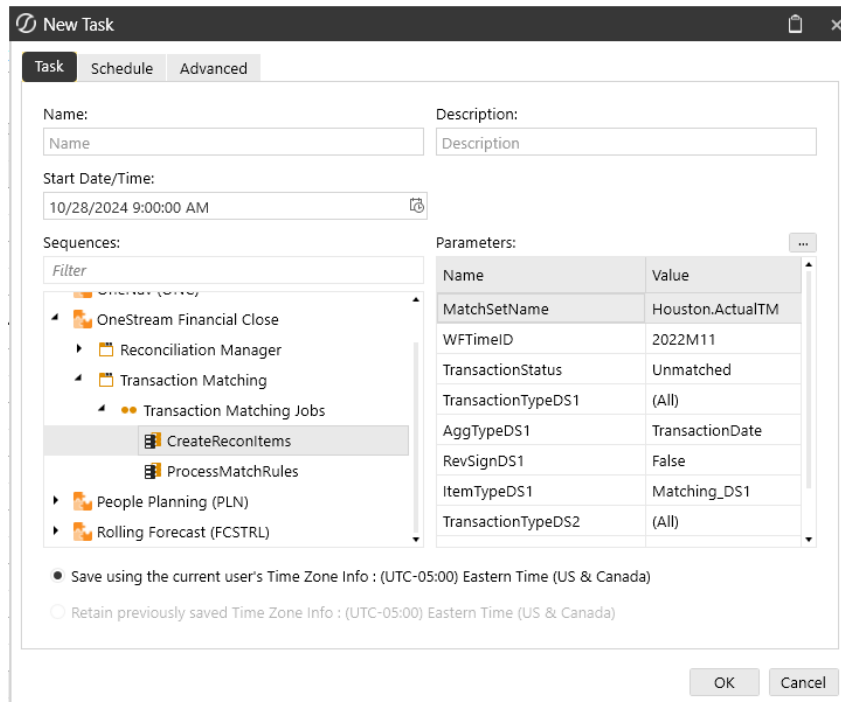 New Task
Task Schedule Advanced
Name: Description:
Name Description
Start Date/Time:
10/28/2024 9:00:00 AM
Sequences: Parameters: ...
Filter
Name Value
OneStream Financial Close
MatchSetName Houston.ActualTM
Reconciliation Manager
WFTimeID 2022M11
Transaction Matching
TransactionStatus Unmatched
Transaction Matching Jobs
TransactionTypeDS1 (All)
CreateReconItems
AggTypeDS1 TransactionDate
ProcessMatchRules
RevSignDS1 False
People Planning (PLN)
ItemTypeDS1 Matching_DS1
Rolling Forecast (FCSTRL)
TransactionTypeDS2 (All)
Save using the current user's Time Zone Info : (UTC-05:00) Eastern Time (US & Canada)
Retain previously saved Time Zone Info : (UTC-05:00) Eastern Time (US & Canada)
OK Cancel